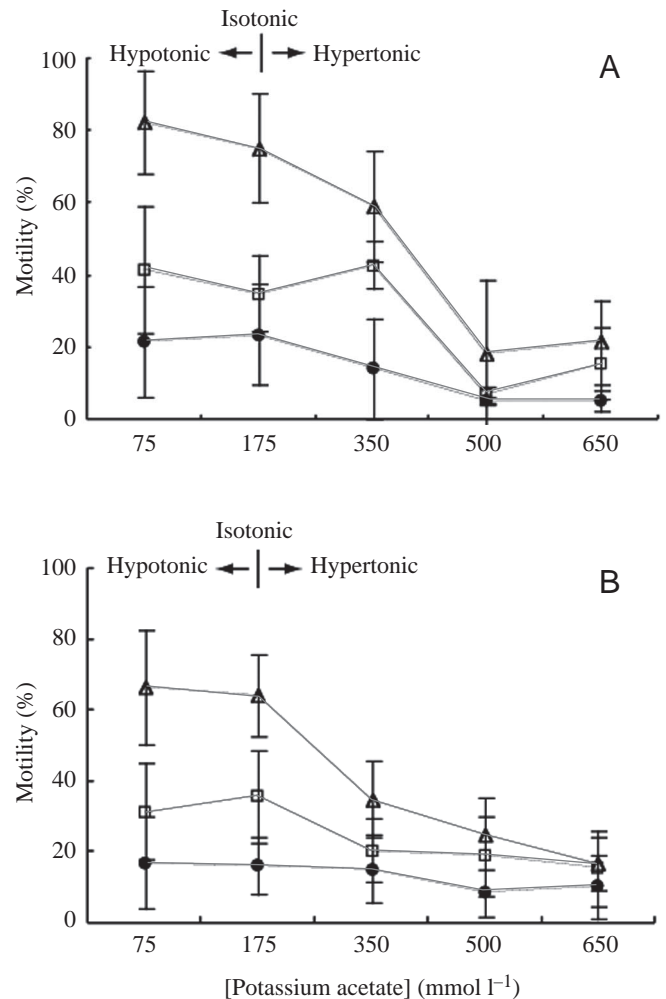 Isotonic
Hypotonic Hypertonic
A
100
80
60
40
20
0
Motility (%)
75 175 350 500 650
Isotonic
Hypotonic Hypertonic
B
100
80
60
40
20
0
Motility (%)
75 175 350 500 650
[Potassium acetate] (mmol l⁻¹)